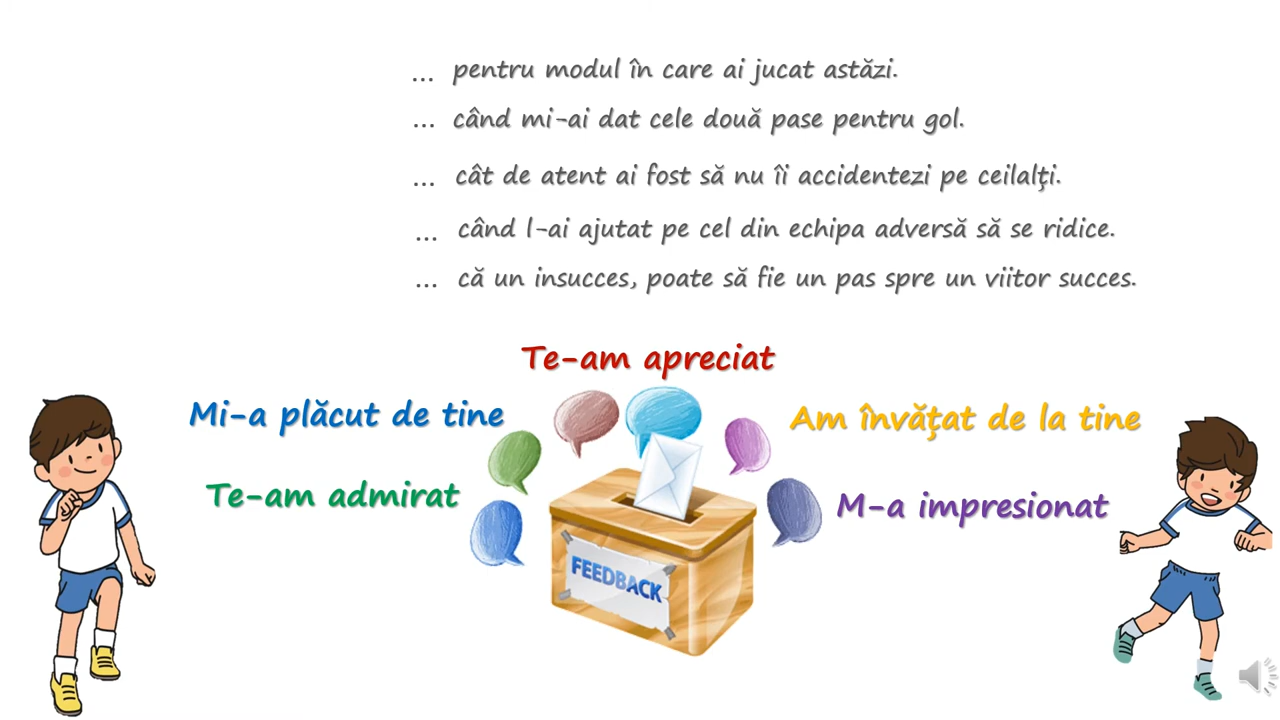 ... pentru modul în care ai jucat astăzi.
... când mi-ai dat cele două pase pentru gol.
... cât de atent ai fost să nu îi accidentezi pe ceilalţi.
... când l-ai ajutat pe cel din echipa adversă să se ridice.
... că un insucces, poate să fie un pas spre un viitor succes.
Te-am apreciat
Mi-a plăcut de tine
Am învăţat de la tine
Te-am admirat
M-a impresionat
FEEDBACK